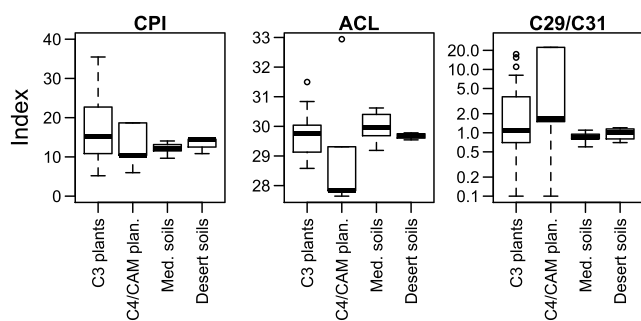 CPI ACL C29/C31
Index
40
30
20
10
0
33
32
31
30
29
28
20.0
10.0
5.0
2.0
1.0
0.5
0.2
0.1
C3 plants
C4/CAM plan.
Med. soils
Desert soils
C3 plants
C4/CAM plan.
Med. soils
Desert soils
C3 plants
C4/CAM plan.
Med. soils
Desert soils